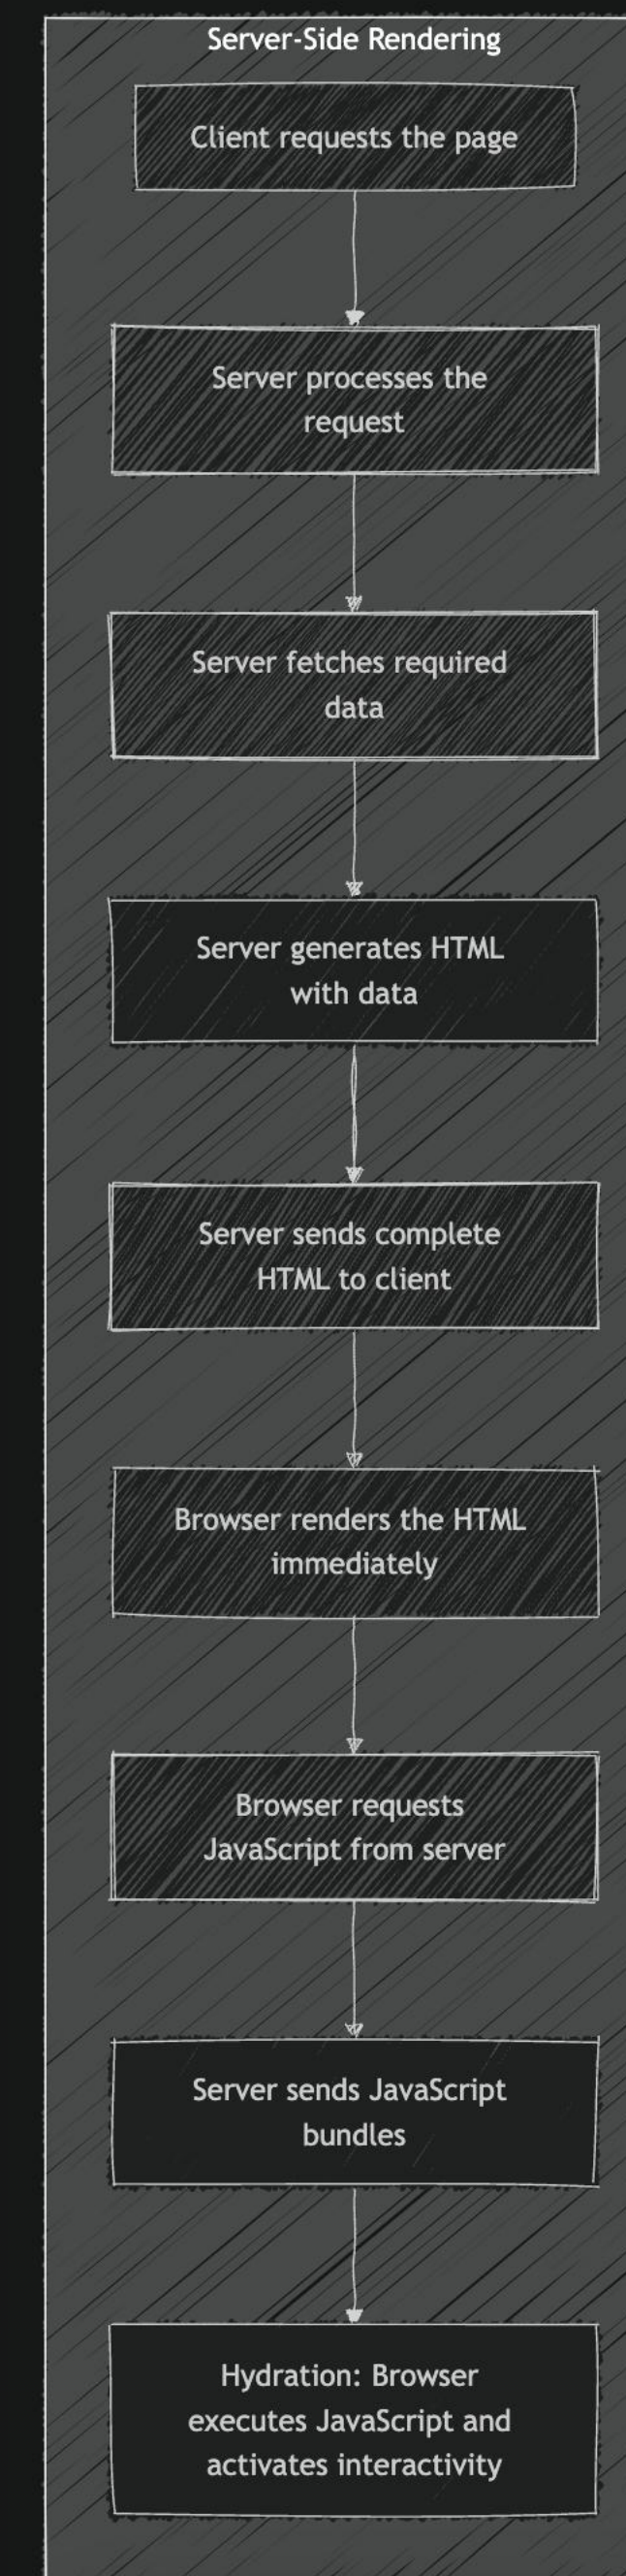 Server-Side Rendering
Client requests the page
Server processes the
request
Server fetches required
data
Server generates HTML
with data
Server sends complete
HTML to client
Browser renders the HTML
immediately
Browser requests
JavaScript from server
Server sends JavaScript
bundles
Hydration: Browser
executes JavaScript and
activates interactivity